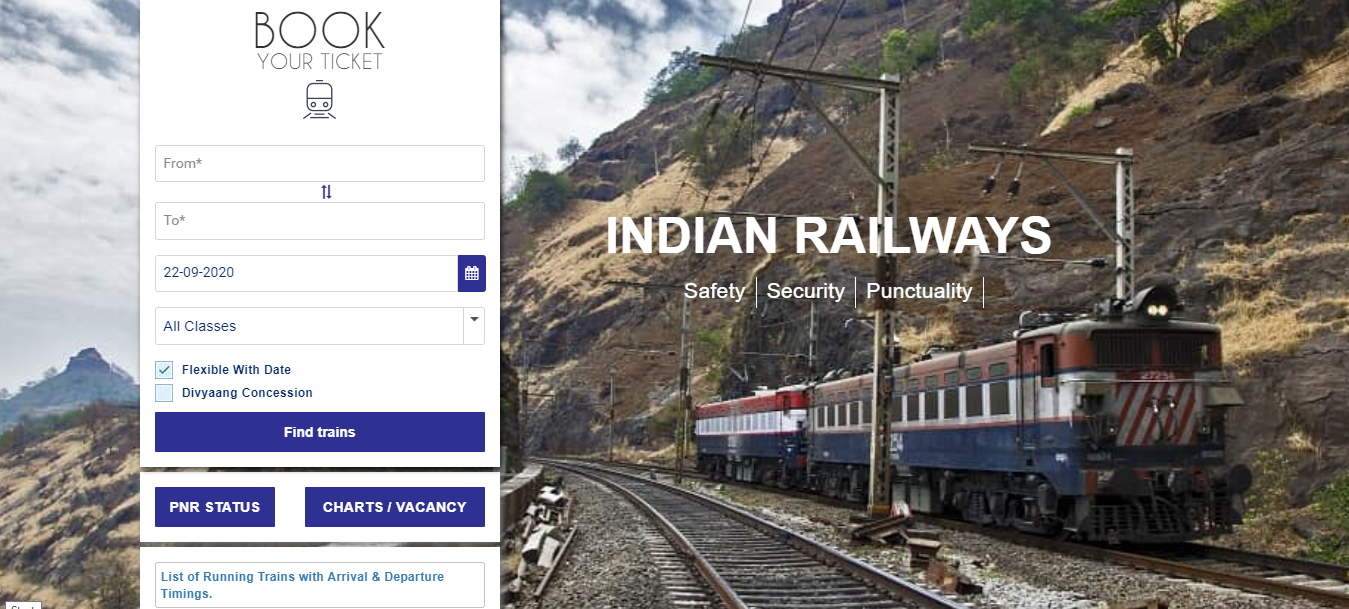 BOOK
YOUR TICKET
From*
To*
22-09-2020
All Classes
Flexible With Date
Divyaang Concession
Find trains
PNR STATUS
CHARTS / VACANCY
List of Running Trains with Arrival & Departure
Timings.
INDIAN RAILWAYS
Safety
Security
Punctuality